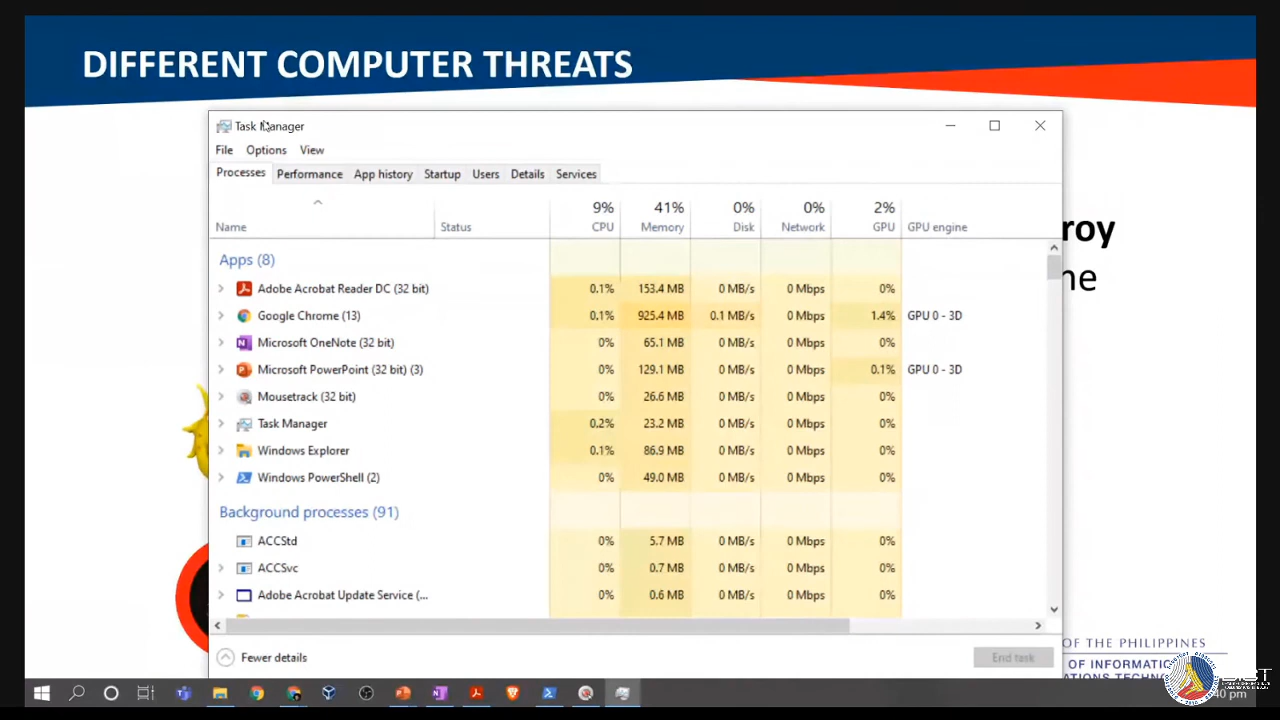 DIFFERENT COMPUTER THREATS
Task Manager
File Options View
Processes Performance App history Startup Users Details Services
9% 41% 0% 0% 2%
Name Status CPU Memory Disk Network GPU GPU engine
roy
ne
Apps (8)
Adobe Acrobat Reader DC (32 bit) 0.1% 153.4 MB 0 MB/s 0 Mbps 0%
Google Chrome (13) 0.1% 925.4 MB 0.1 MB/s 0 Mbps 1.4% GPU 0 - 3D
Microsoft OneNote (32 bit) 0% 65.1 MB 0 MB/s 0 Mbps 0%
Microsoft PowerPoint (32 bit) (3) 0% 129.1 MB 0 MB/s 0 Mbps 0.1% GPU 0 - 3D
Mousetrack (32 bit) 0% 26.6 MB 0 MB/s 0 Mbps 0%
Task Manager 0.2% 23.2 MB 0 MB/s 0 Mbps 0%
Windows Explorer 0.1% 86.9 MB 0 MB/s 0 Mbps 0%
Windows PowerShell (2) 0% 49.0 MB 0 MB/s 0 Mbps 0%
Background processes (91)
ACCStd 0% 5.7 MB 0 MB/s 0 Mbps 0%
ACCSvc 0% 0.7 MB 0 MB/s 0 Mbps 0%
Adobe Acrobat Update Service (... 0% 0.6 MB 0 MB/s 0 Mbps 0%
Fewer details End task
OF THE PHILIPPINES
OF INFORMATI
ATIONS TECHNO
40 pm